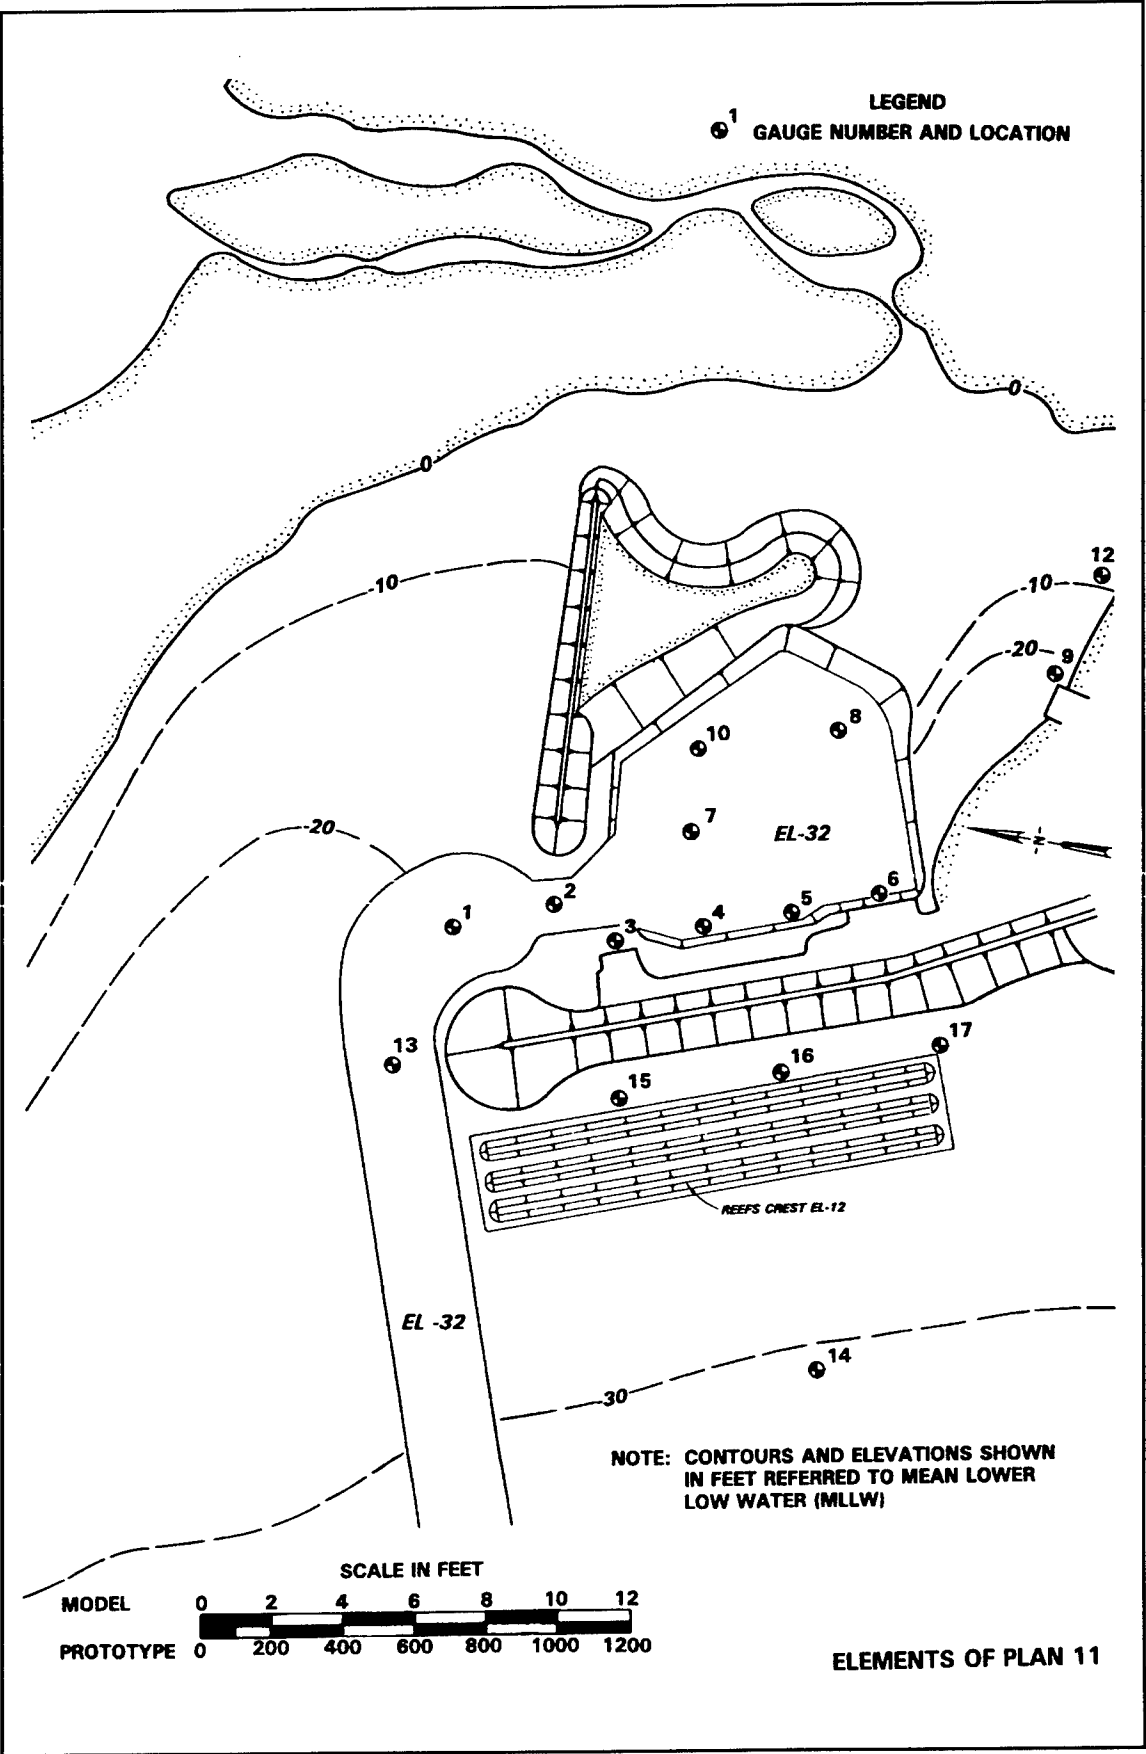 LEGEND
1 GAUGE NUMBER AND LOCATION
0
0
-10
12
-10
-20
9
8
10
7
EL-32
N
-20
6
2
5
1
4
3
17
13
16
15
REEFS CREST EL-12
EL -32
14
-30
NOTE: CONTOURS AND ELEVATIONS SHOWN
IN FEET REFERRED TO MEAN LOWER
LOW WATER (MLLW)
SCALE IN FEET
MODEL 0 2 4 6 8 10 12
PROTOTYPE 0 200 400 600 800 1000 1200
ELEMENTS OF PLAN 11